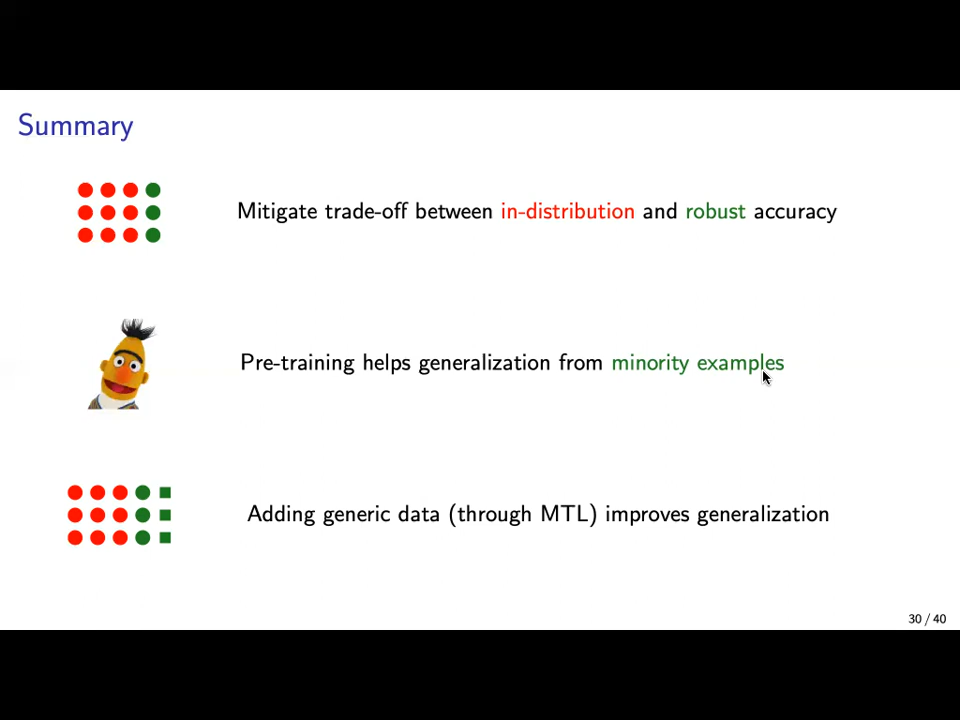 Summary
Mitigate trade-off between in-distribution and robust accuracy
Pre-training helps generalization from minority examples
Adding generic data (through MTL) improves generalization
30 / 40